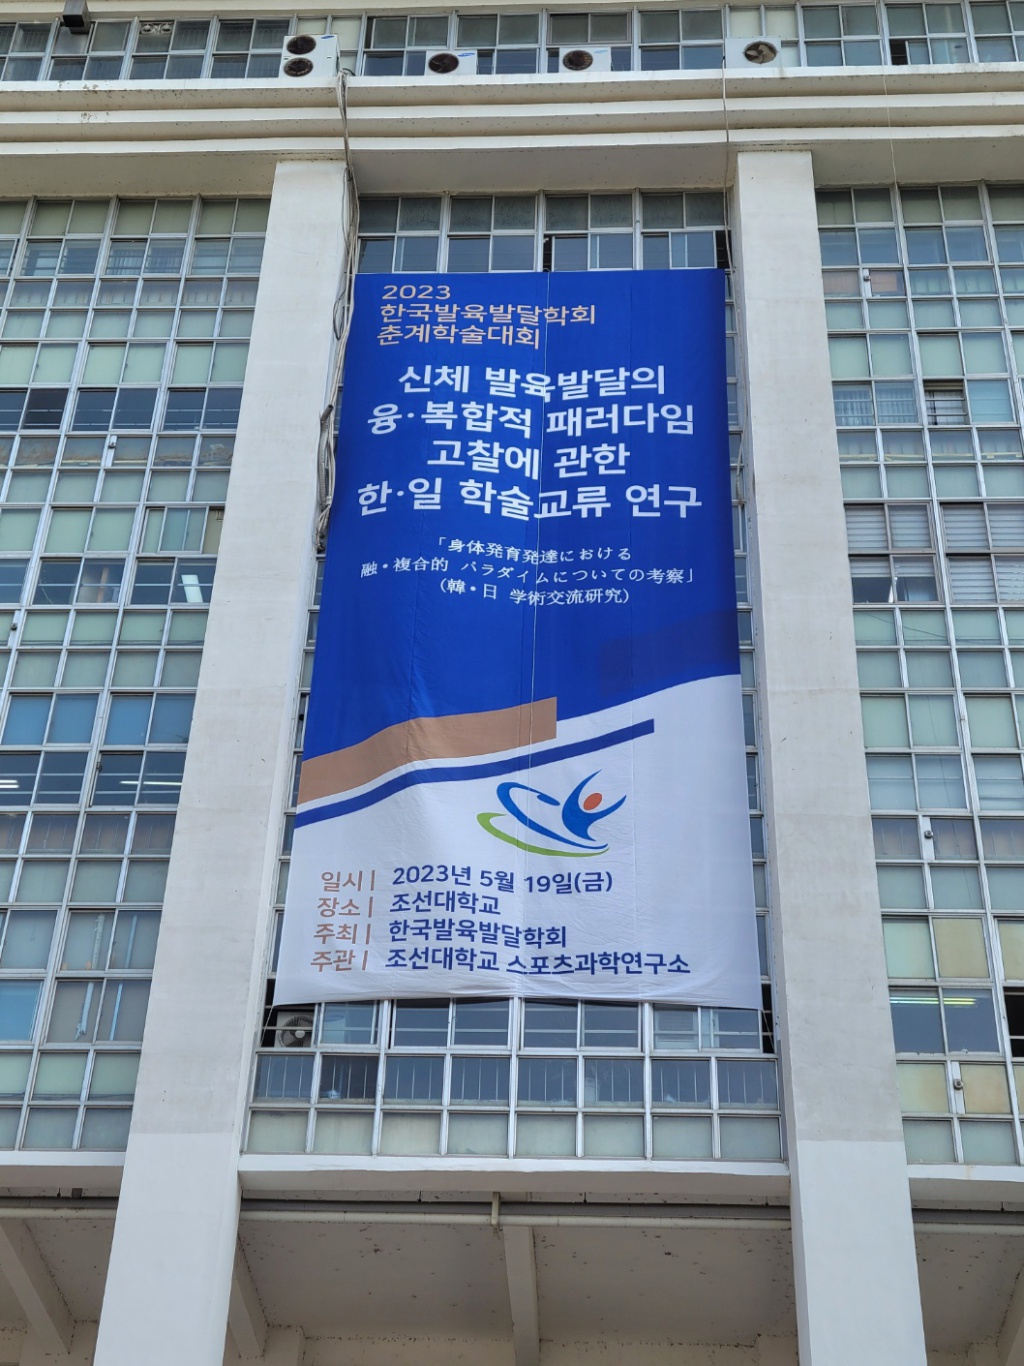 2023
한국발육발달학회
춘계학술대회
신체 발육발달의
융·복합적 패러다임
고찰에 관한
한·일 학술교류 연구
「身体発育発達における
融・複合的 パラダイムについての考察」
(韓・日 学術交流研究)
일시 | 2023년 5월 19일(금)
장소 | 조선대학교
주최 | 한국발육발달학회
주관 | 조선대학교 스포츠과학연구소